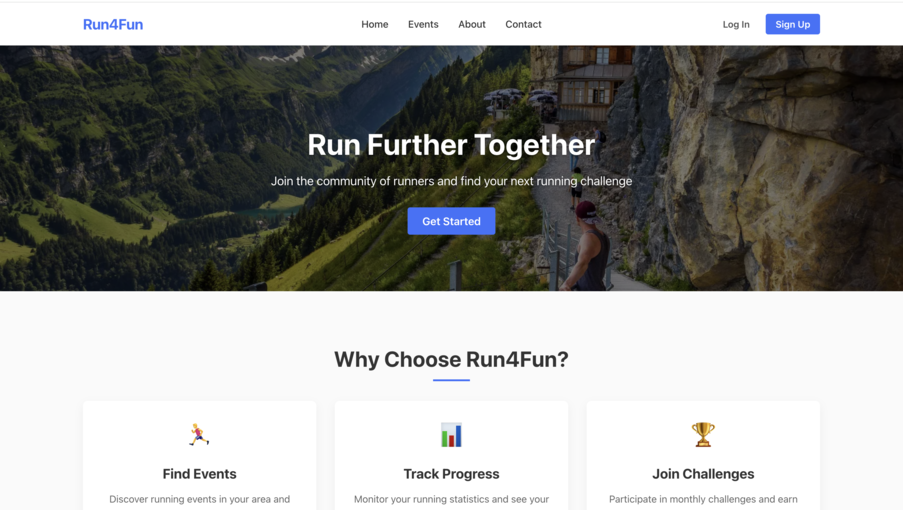 Run4Fun
Home
Events
About
Contact
Log In
Sign Up
Run Further Together
Join the community of runners and find your next running challenge
Get Started
Why Choose Run4Fun?
Find Events
Discover running events in your area and
Track Progress
Monitor your running statistics and see your
Join Challenges
Participate in monthly challenges and earn